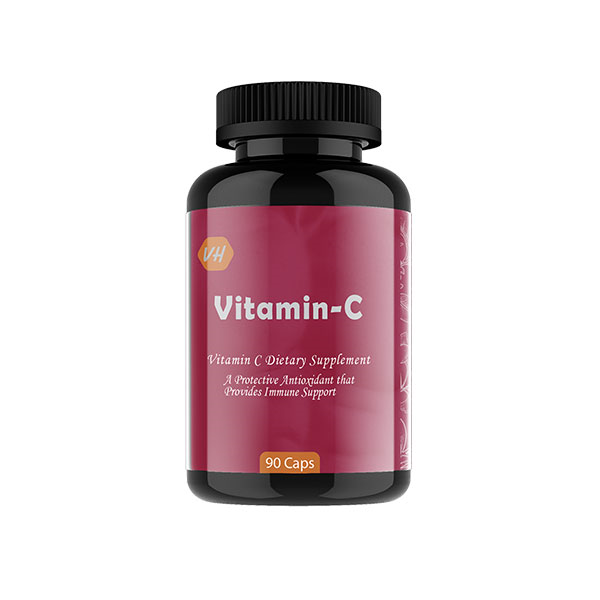 VH
Vitamin-C
Vitamin C Dietary Supplement
A Protective Antioxidant that
Provides Immune Support
90 Caps